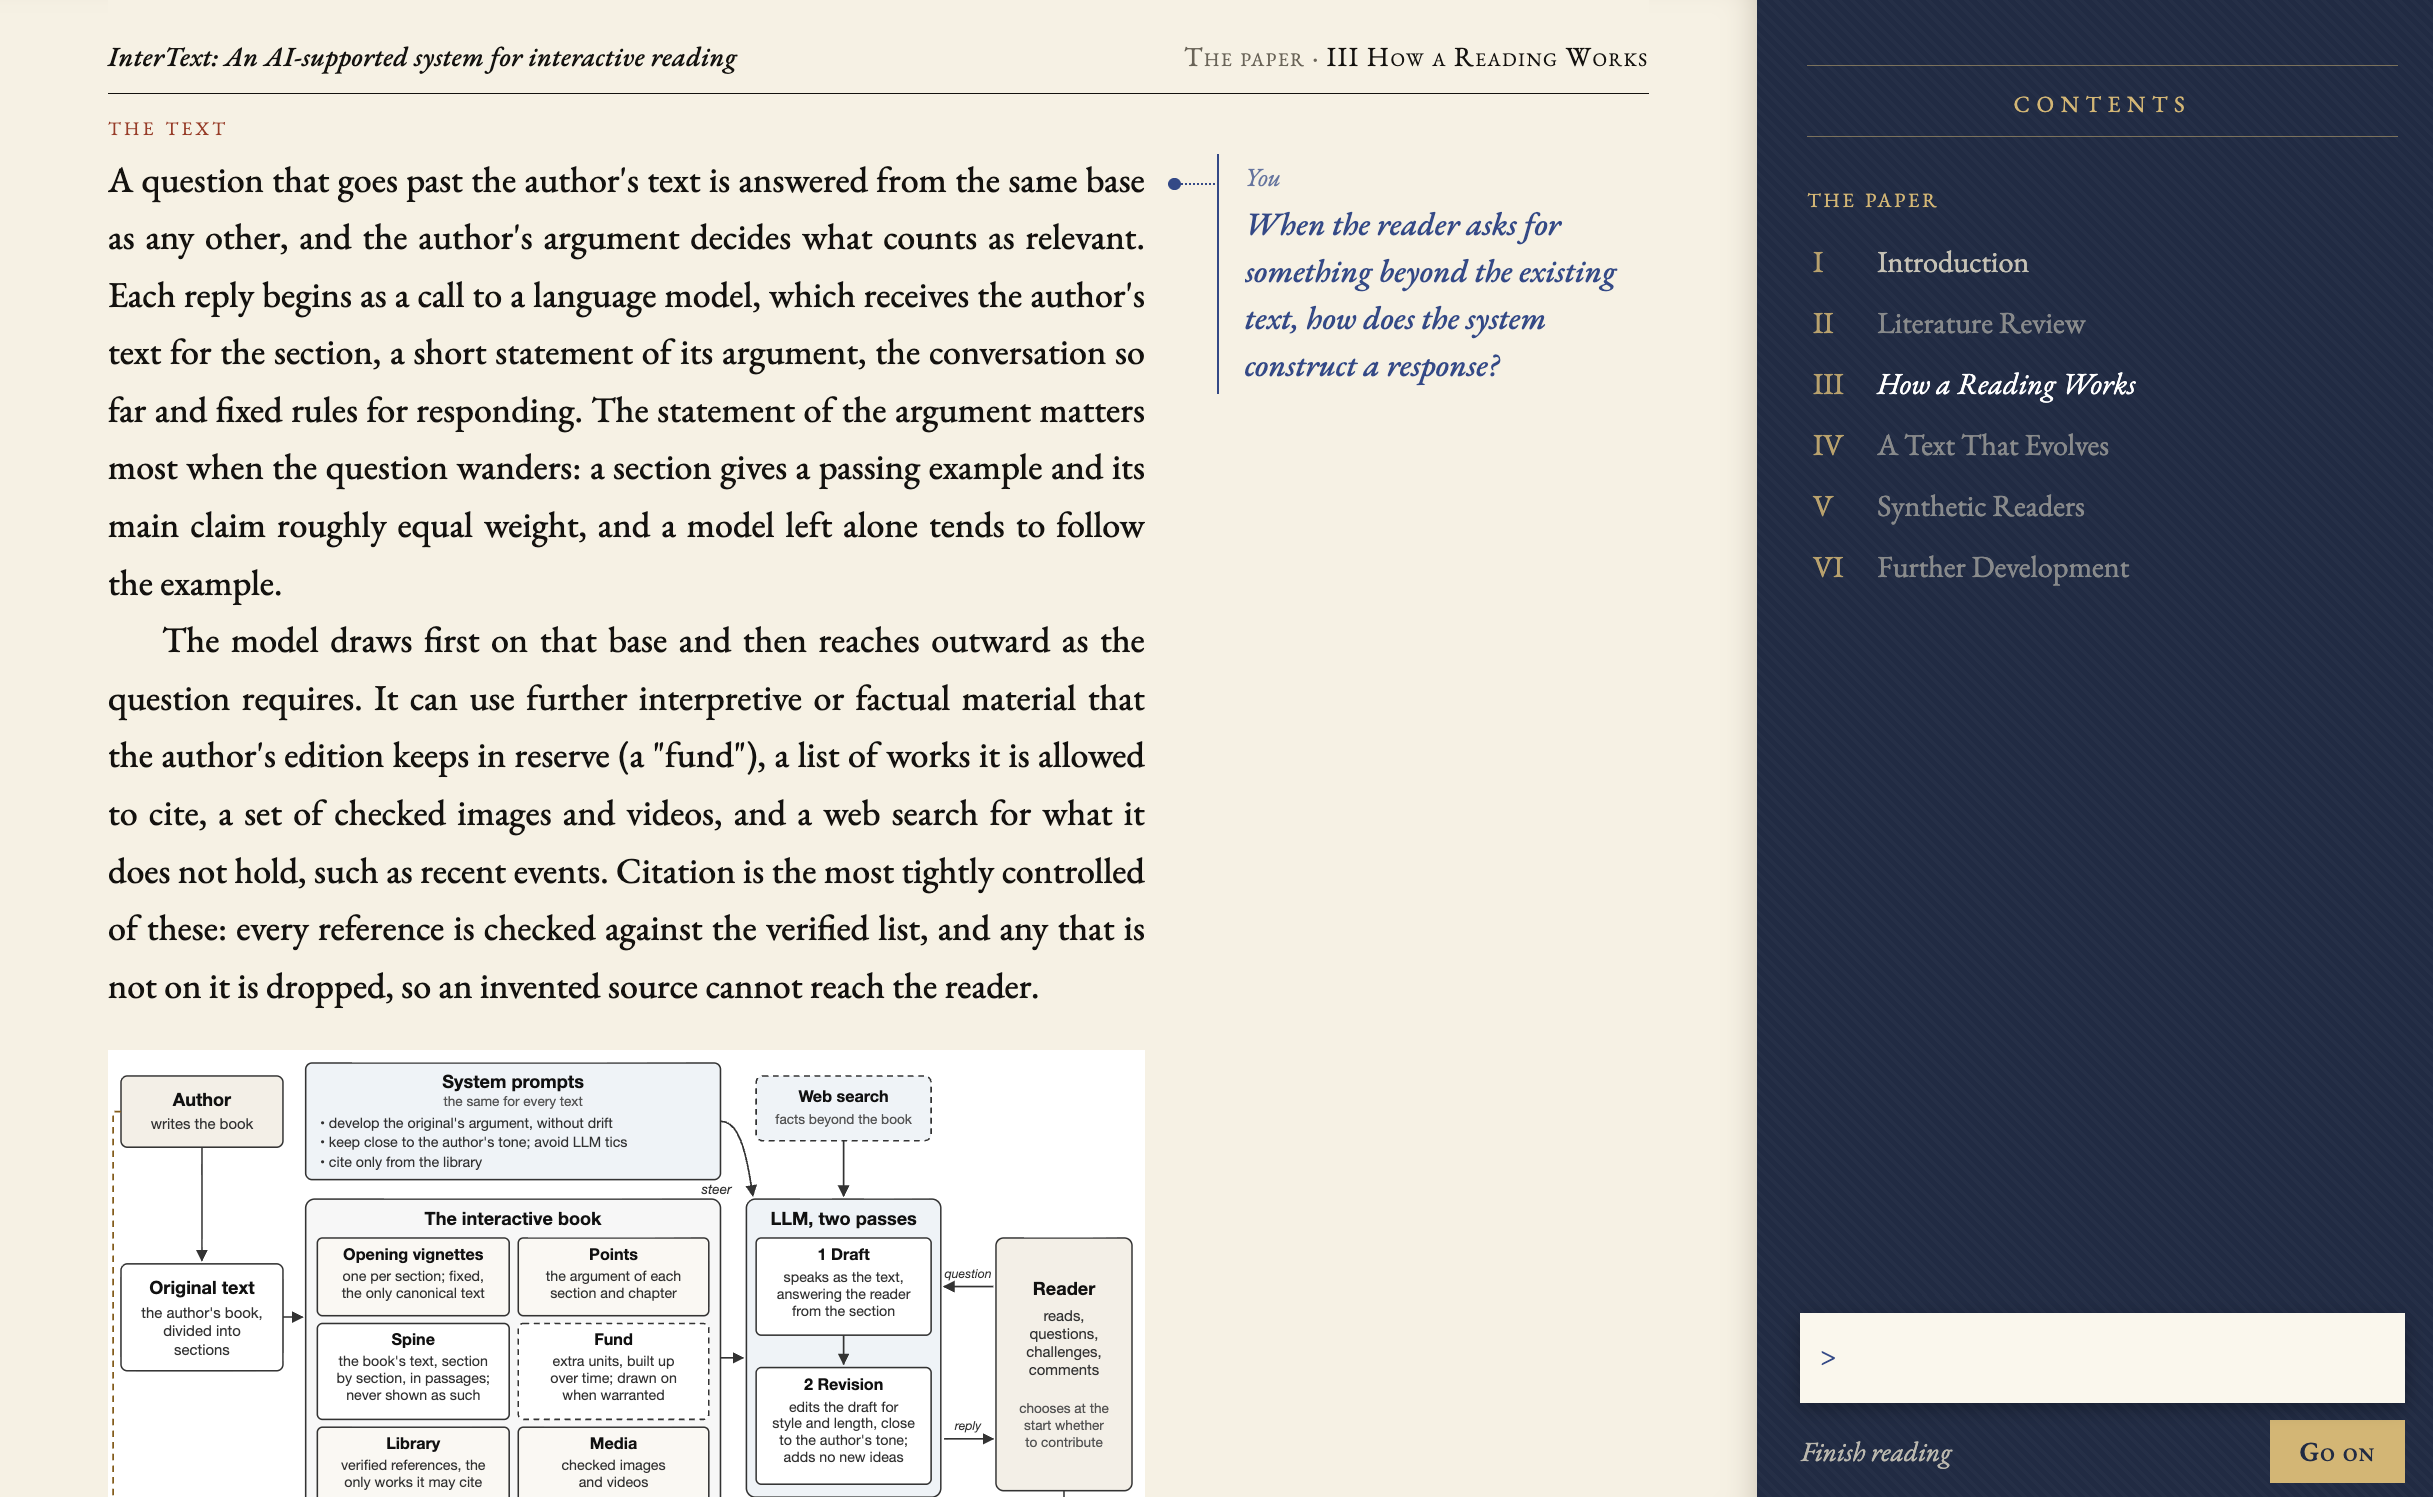 InterText: An AI-supported system for interactive reading
The paper · III How a Reading Works
THE TEXT
A question that goes past the author's text is answered from the same base
as any other, and the author's argument decides what counts as relevant.
Each reply begins as a call to a language model, which receives the author's
text for the section, a short statement of its argument, the conversation so
far and fixed rules for responding. The statement of the argument matters
most when the question wanders: a section gives a passing example and its
main claim roughly equal weight, and a model left alone tends to follow
the example.
The model draws first on that base and then reaches outward as the
question requires. It can use further interpretive or factual material that
the author's edition keeps in reserve (a "fund"), a list of works it is allowed
to cite, a set of checked images and videos, and a web search for what it
does not hold, such as recent events. Citation is the most tightly controlled
of these: every reference is checked against the verified list, and any that is
not on it is dropped, so an invented source cannot reach the reader.
You
When the reader asks for
something beyond the existing
text, how does the system
construct a response?
Author
writes the book
System prompts
the same for every text
• develop the original's argument, without drift
• keep close to the author's tone; avoid LLM tics
• cite only from the library
Web search
facts beyond the book
steer
Original text
the author's book,
divided into
sections
The interactive book
Opening vignettes
one per section; fixed,
the only canonical text
Points
the argument of each
section and chapter
Spine
the book's text, section
by section, in passages;
never shown as such
Fund
extra units, built up
over time; drawn on
when warranted
Library
verified references, the
only works it may cite
Media
checked images
and videos
LLM, two passes
1 Draft
speaks as the text,
answering the reader
from the section
2 Revision
edits the draft for
style and length, close
to the author's tone;
adds no new ideas
question
reply
Reader
reads,
questions,
challenges,
comments
chooses at the
start whether
to contribute
CONTENTS
THE PAPER
I Introduction
II Literature Review
III How a Reading Works
IV A Text That Evolves
V Synthetic Readers
VI Further Development
>
Finish reading
Go on